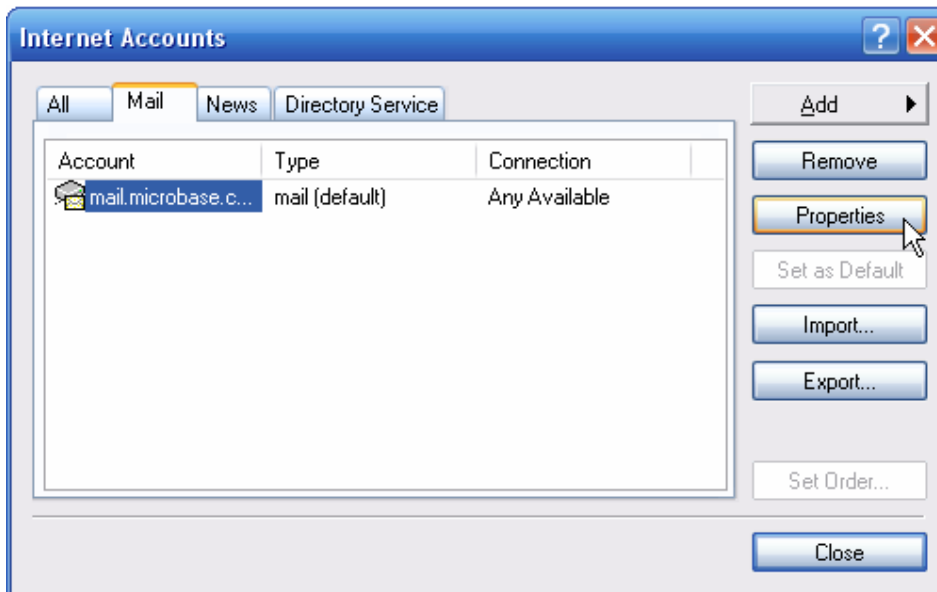 Internet Accounts
?
All Mail News Directory Service
Add
Account Type Connection
Remove
mail.microbase.c... mail (default) Any Available
Properties
Set as Default
Import...
Export...
Set Order...
Close